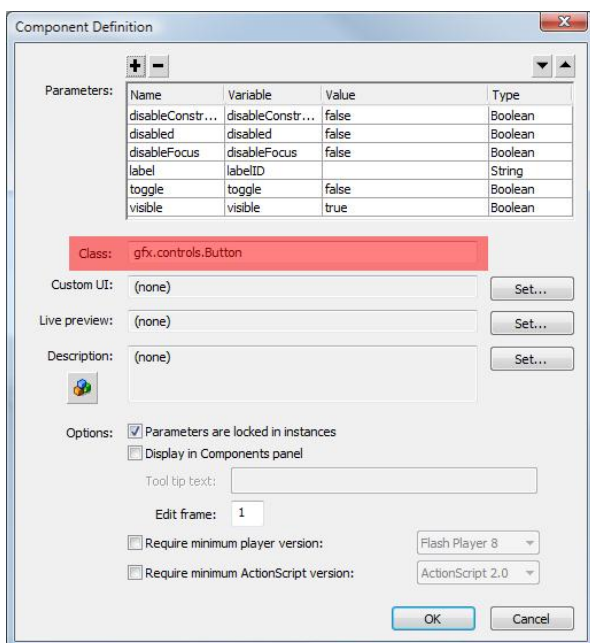 Component Definition
Parameters:
Name Variable Value Type
disableConstr... disableConstr... false Boolean
disabled disabled false Boolean
disableFocus disableFocus false Boolean
label labelID String
toggle toggle false Boolean
visible visible true Boolean
Class: gfx.controls.Button
Custom UI: (none) Set...
Live preview: (none) Set...
Description: (none) Set...
Options: Parameters are locked in instances
Display in Components panel
Tool tip text:
Edit frame: 1
Require minimum player version: Flash Player 8
Require minimum ActionScript version: ActionScript 2.0
OK Cancel